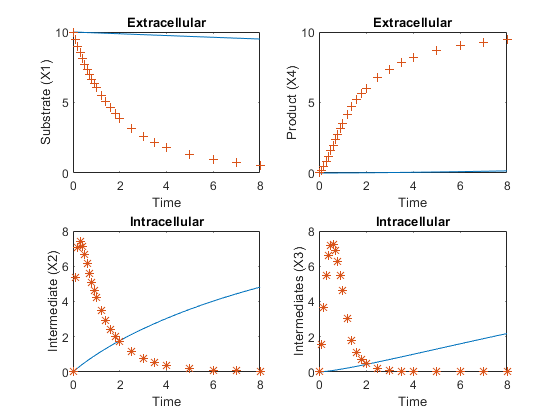 Extracellular
Substrate (X1)
10
5
0
0 2 4 6 8
Time
Extracellular
Product (X4)
10
5
0
0 2 4 6 8
Time
Intracellular
Intermediate (X2)
8
6
4
2
0
0 2 4 6 8
Time
Intracellular
Intermediates (X3)
8
6
4
2
0
0 2 4 6 8
Time